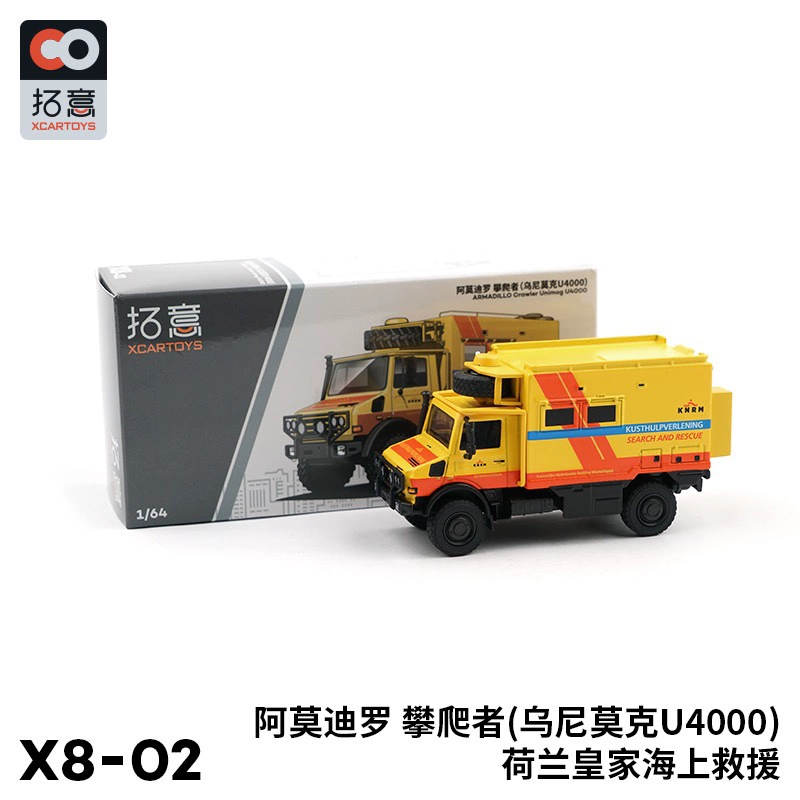 CO
拓意
XCARTOYS
阿莫迪罗 攀爬者(乌尼莫克U4000)
ARMADILLO Crawler Unimog U4000
拓意
XCARTOYS
1/64
KNRM
KUSTHULPVERLENING
SEARCH AND RESCUE
KNRM
X8-02
阿莫迪罗 攀爬者(乌尼莫克U4000)
荷兰皇家海上救援